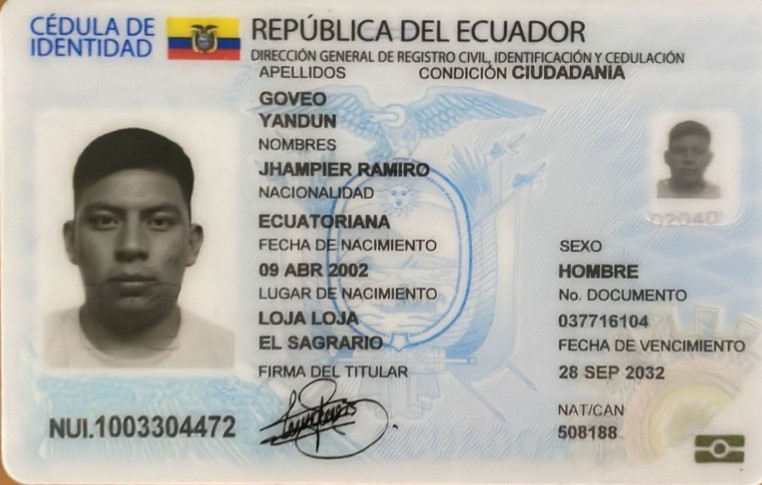 CÉDULA DE
IDENTIDAD
REPÚBLICA DEL ECUADOR
DIRECCIÓN GENERAL DE REGISTRO CIVIL, IDENTIFICACIÓN Y CEDULACIÓN
APELLIDOS
CONDICIÓN CIUDADANIA
GOVEO
YANDUN
NOMBRES
JHAMPIER RAMIRO
NACIONALIDAD
ECUATORIANA
FECHA DE NACIMIENTO
SEXO
09 ABR 2002
HOMBRE
LUGAR DE NACIMIENTO
No. DOCUMENTO
LOJA LOJA
037716104
EL SAGRARIO
FECHA DE VENCIMIENTO
FIRMA DEL TITULAR
28 SEP 2032
NAT/CAN
NUI.1003304472
508188
ECUADOR